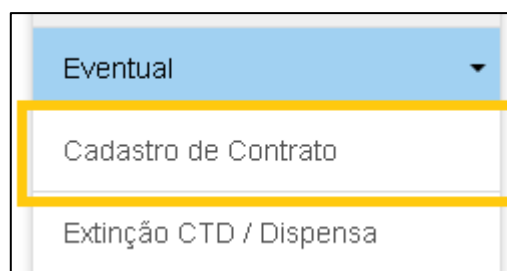 Eventual
Cadastro de Contrato
Extinção CTD / Dispensa